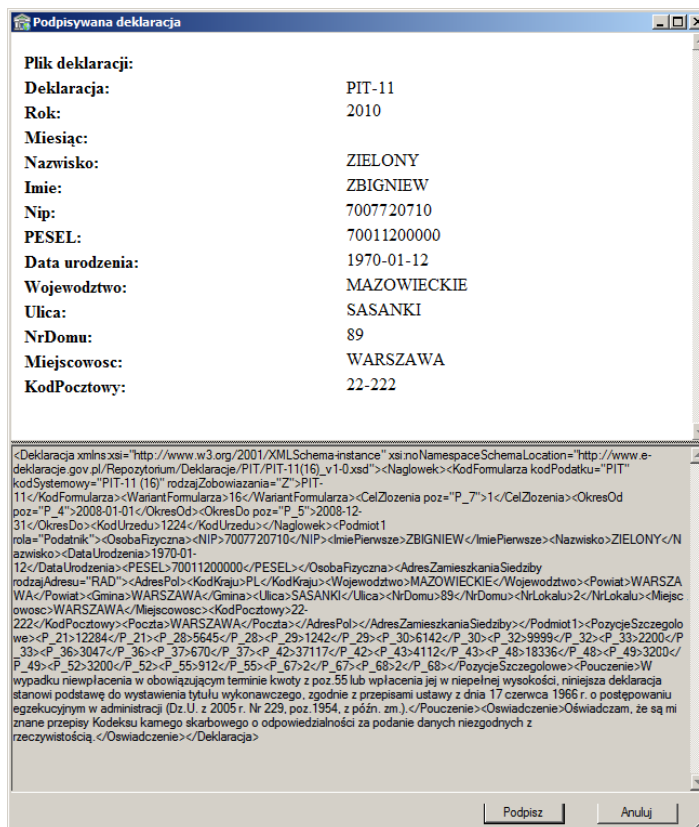 Podpisywana deklaracja
Plik deklaracji:
Deklaracja: PIT-11
Rok: 2010
Miesiąc:
Nazwisko: ZIELONY
Imie: ZBIGNIEW
Nip: 7007720710
PESEL: 70011200000
Data urodzenia: 1970-01-12
Wojewodztwo: MAZOWIECKIE
Ulica: SASANKI
NrDomu: 89
Miejscowosc: WARSZAWA
KodPocztowy: 22-222
<Deklaracja xmlns:xsi="http://www.w3.org/2001/XMLSchema-instance" xsi:noNamespaceSchemaLocation="http://www.e-
deklaracje.gov.pl/Repozytorium/Deklaracje/PIT/PIT-11(16)_v1-0.xsd"><Naglowek><KodFormularza kodPodatku="PIT"
kodSystemowy="PIT-11 (16)" rodzajZobowiazania="Z">PIT-
11</KodFormularza><WariantFormularza>16</WariantFormularza><CelZlozenia poz="P_7">1</CelZlozenia><OkresOd
poz="P_4">2008-01-01</OkresOd><OkresDo poz="P_5">2008-12-
31</OkresDo><KodUrzedu>1224</KodUrzedu></Naglowek><Podmiot1
rola="Podatnik"><OsobaFizyczna><NIP>7007720710</NIP><ImiePierwsze>ZBIGNIEW</ImiePierwsze><Nazwisko>ZIELONY</N
azwisko><DataUrodzenia>1970-01-
12</DataUrodzenia><PESEL>70011200000</PESEL></OsobaFizyczna><AdresZamieszkaniaSiedziby
rodzajAdresu="RAD"><AdresPol><KodKraju>PL</KodKraju><Wojewodztwo>MAZOWIECKIE</Wojewodztwo><Powiat>WARSZA
WA</Powiat><Gmina>WARSZAWA</Gmina><Ulica>SASANKI</Ulica><NrDomu>89</NrDomu><NrLokalu>2</NrLokalu><Miejsc
owosc>WARSZAWA</Miejscowosc><KodPocztowy>22-
222</KodPocztowy><Poczta>WARSZAWA</Poczta></AdresPol></AdresZamieszkaniaSiedziby></Podmiot1><PozycjeSzczegolo
we><P_21>12284</P_21><P_28>5645</P_28><P_29>1242</P_29><P_30>6142</P_30><P_32>9999</P_32><P_33>2200</P
_33><P_36>3047</P_36><P_37>670</P_37><P_42>37117</P_42><P_43>4112</P_43><P_48>18336</P_48><P_49>3200</
P_49><P_52>3200</P_52><P_55>912</P_55><P_67>2</P_67><P_68>2</P_68></PozycjeSzczegolowe><Pouczenie>W
wypadku niewpłacenia w obowiązującym terminie kwoty z poz.55 lub wpłacenia jej w niepełnej wysokości, niniejsza deklaracja
stanowi podstawę do wystawienia tytułu wykonawczego, zgodnie z przepisami ustawy z dnia 17 czerwca 1966 r. o postępowaniu
egzekucyjnym w administracji (Dz.U. z 2005 r. Nr 229, poz.1954, z późn. zm.).</Pouczenie><Oswiadczenie>Oświadczam, że są mi
znane przepisy Kodeksu karnego skarbowego o odpowiedzialności za podanie danych niezgodnych z
rzeczywistością.</Oswiadczenie></Deklaracja>
Podpisz Anuluj